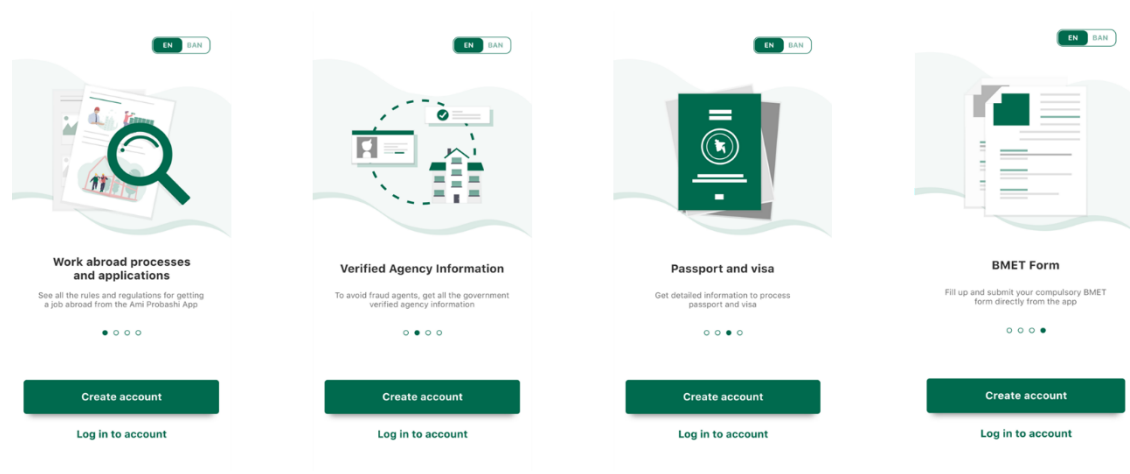 EN BAN
Work abroad processes
and applications
See all the rules and regulations for getting
a job abroad from the Ami Probashi App
Create account
Log in to account
EN BAN
Verified Agency Information
To avoid fraud agents, get all the government
verified agency information
Create account
Log in to account
EN BAN
Passport and visa
Get detailed information to process
passport and visa
Create account
Log in to account
EN BAN
BMET Form
Fill up and submit your compulsory BMET
form directly from the app
Create account
Log in to account